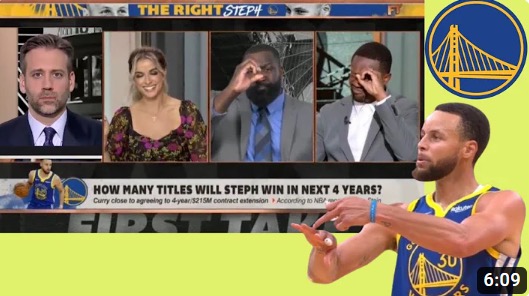 THE RIGHT STEPH
HOW MANY TITLES WILL STEPH WIN IN NEXT 4 YEARS?
Curry close to agreeing to 4-year/$215M contract extension
According to NBA
FIRST TAKE
Rakuten
30
6:09